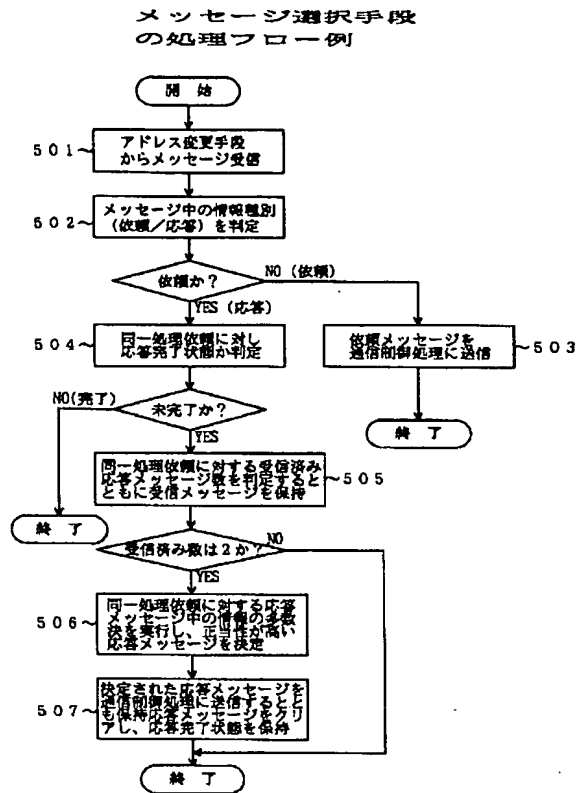 メッセージ選択手段
の処理フロー例
開 始
501～
アドレス変更手段
からメッセージ受信
502～
メッセージ中の情報種別
(依頼／応答)を判定
依頼か？
NO(依頼)
YES(応答)
504～
同一処理依頼に対し
応答完了状態か判定
依頼メッセージを
通信制御処理に送信
～503
終 了
NO(完了)
未完了か？
YES
同一処理依頼に対する受信済み
応答メッセージ数を判定すると
ともに受信メッセージを保持
～505
終 了
受信済み数は2か？
NO
YES
506～
同一処理依頼に対する応答
メッセージ中の情報の多数
決を実行し、正当性が高い
応答メッセージを決定
507～
決定された応答メッセージを
通信制御処理に送信するとと
も保持応答メッセージをクリ
アし、応答完了状態を保持
終 了